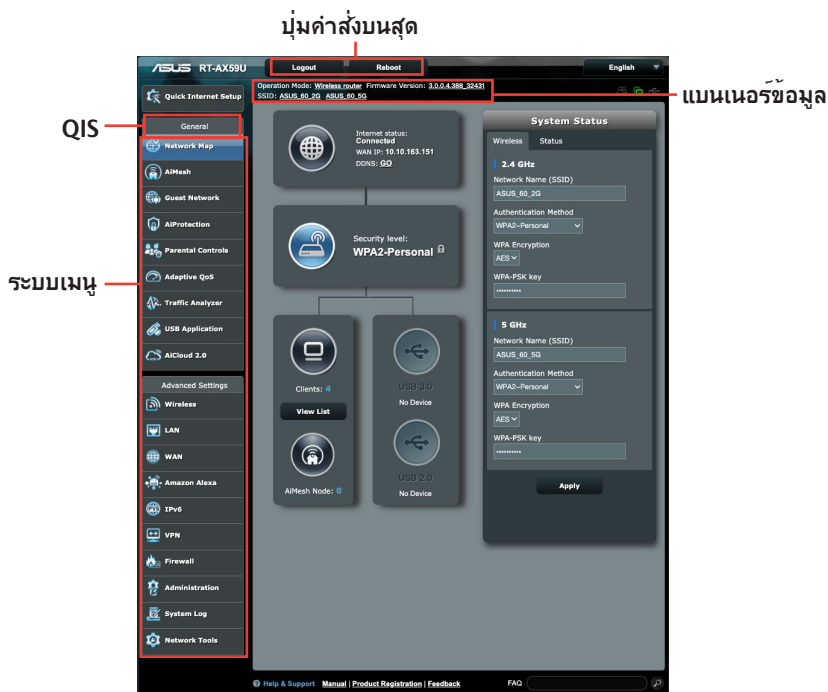 ปุ่มคำสั่งบนสุด
ASUS RT-AX59U
Logout
Reboot
English
Quick Internet Setup
Operation Mode: Wireless router Firmware Version: 3.0.0.4.388_32431
SSID: ASUS_60_2G ASUS_60_5G
แบนเนอร์ข้อมูล
QIS
ระบบเมนู
General
Network Map
AiMesh
Guest Network
AiProtection
Parental Controls
Adaptive QoS
Traffic Analyzer
USB Application
AiCloud 2.0
Advanced Settings
Wireless
LAN
WAN
Amazon Alexa
IPv6
VPN
Firewall
Administration
System Log
Network Tools
Internet status:
Connected
WAN IP: 10.10.163.151
DDNS: GO
Security level:
WPA2-Personal
Clients: 4
View List
AiMesh Node: 0
USB 3.0
No Device
USB 2.0
No Device
System Status
Wireless
Status
2.4 GHz
Network Name (SSID)
ASUS_60_2G
Authentication Method
WPA2-Personal
WPA Encryption
AES
WPA-PSK key
••••••••••
5 GHz
Network Name (SSID)
ASUS_60_5G
Authentication Method
WPA2-Personal
WPA Encryption
AES
WPA-PSK key
••••••••••
Apply
Help & Support Manual | Product Registration | Feedback
FAQ